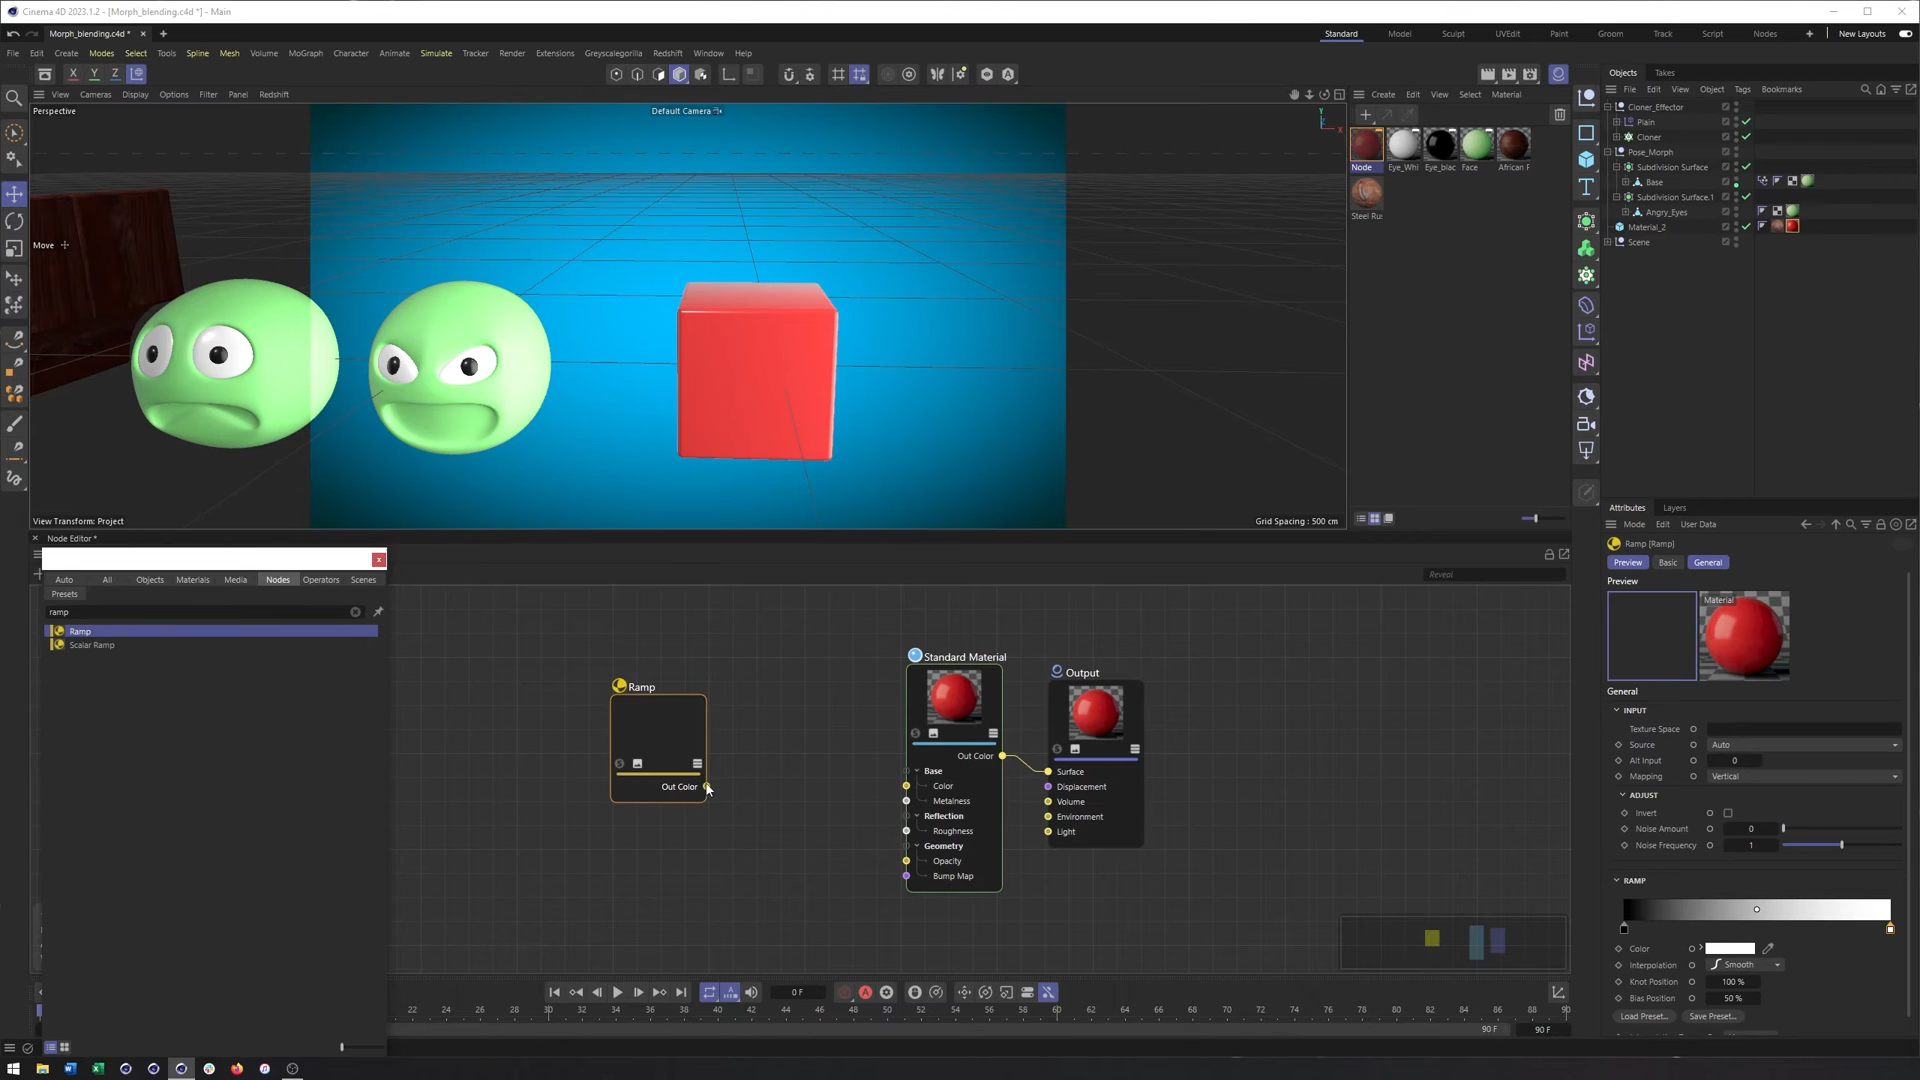 Cinema 4D 2023.1.2 - [Morph_blending.c4d *] - Main
Morph_blending.c4d *
Standard Model Sculpt UVEdit Paint Groom Track Script Nodes New Layouts
File Edit Create Modes Select Tools Spline Mesh Volume MoGraph Character Animate Simulate Tracker Render Extensions Greyscalegorilla Redshift Window Help
Objects Takes
X Y Z
View Cameras Display Options Filter Panel Redshift
Create Edit View Select Material
File Edit View Object Tags Bookmarks
Perspective
Default Camera
Y
Z
X
Cloner_Effector
Plain
Cloner
Pose_Morph
Subdivision Surface
Base
Subdivision Surface.1
Angry_Eyes
Material_2
Scene
Node Eye_Whi Eye_blac Face African F
Steel Ru
Move
View Transform: Project
Grid Spacing : 500 cm
Attributes Layers
Mode Edit User Data
Ramp [Ramp]
Preview Basic General
Preview
Material
General
INPUT
Texture Space
Source Auto
Alt Input 0
Mapping Vertical
ADJUST
Invert
Noise Amount 0
Noise Frequency 1
RAMP
Color
Interpolation Smooth
Knot Position 100 %
Bias Position 50 %
Load Preset... Save Preset...
Node Editor *
Auto All Objects Materials Media Nodes Operators Scenes
Presets
ramp
Ramp
Scalar Ramp
Reveal
Ramp
Out Color
Standard Material
Out Color
Base
Color
Metalness
Reflection
Roughness
Geometry
Opacity
Bump Map
Output
Surface
Displacement
Volume
Environment
Light
0 F
22 24 26 28 30 32 34 36 38 40 42 44 46 48 50 52 54 56 58 60 62 64 66 68 70 72 74 76 78 80 82 84 86 88 90
90 F 90 F